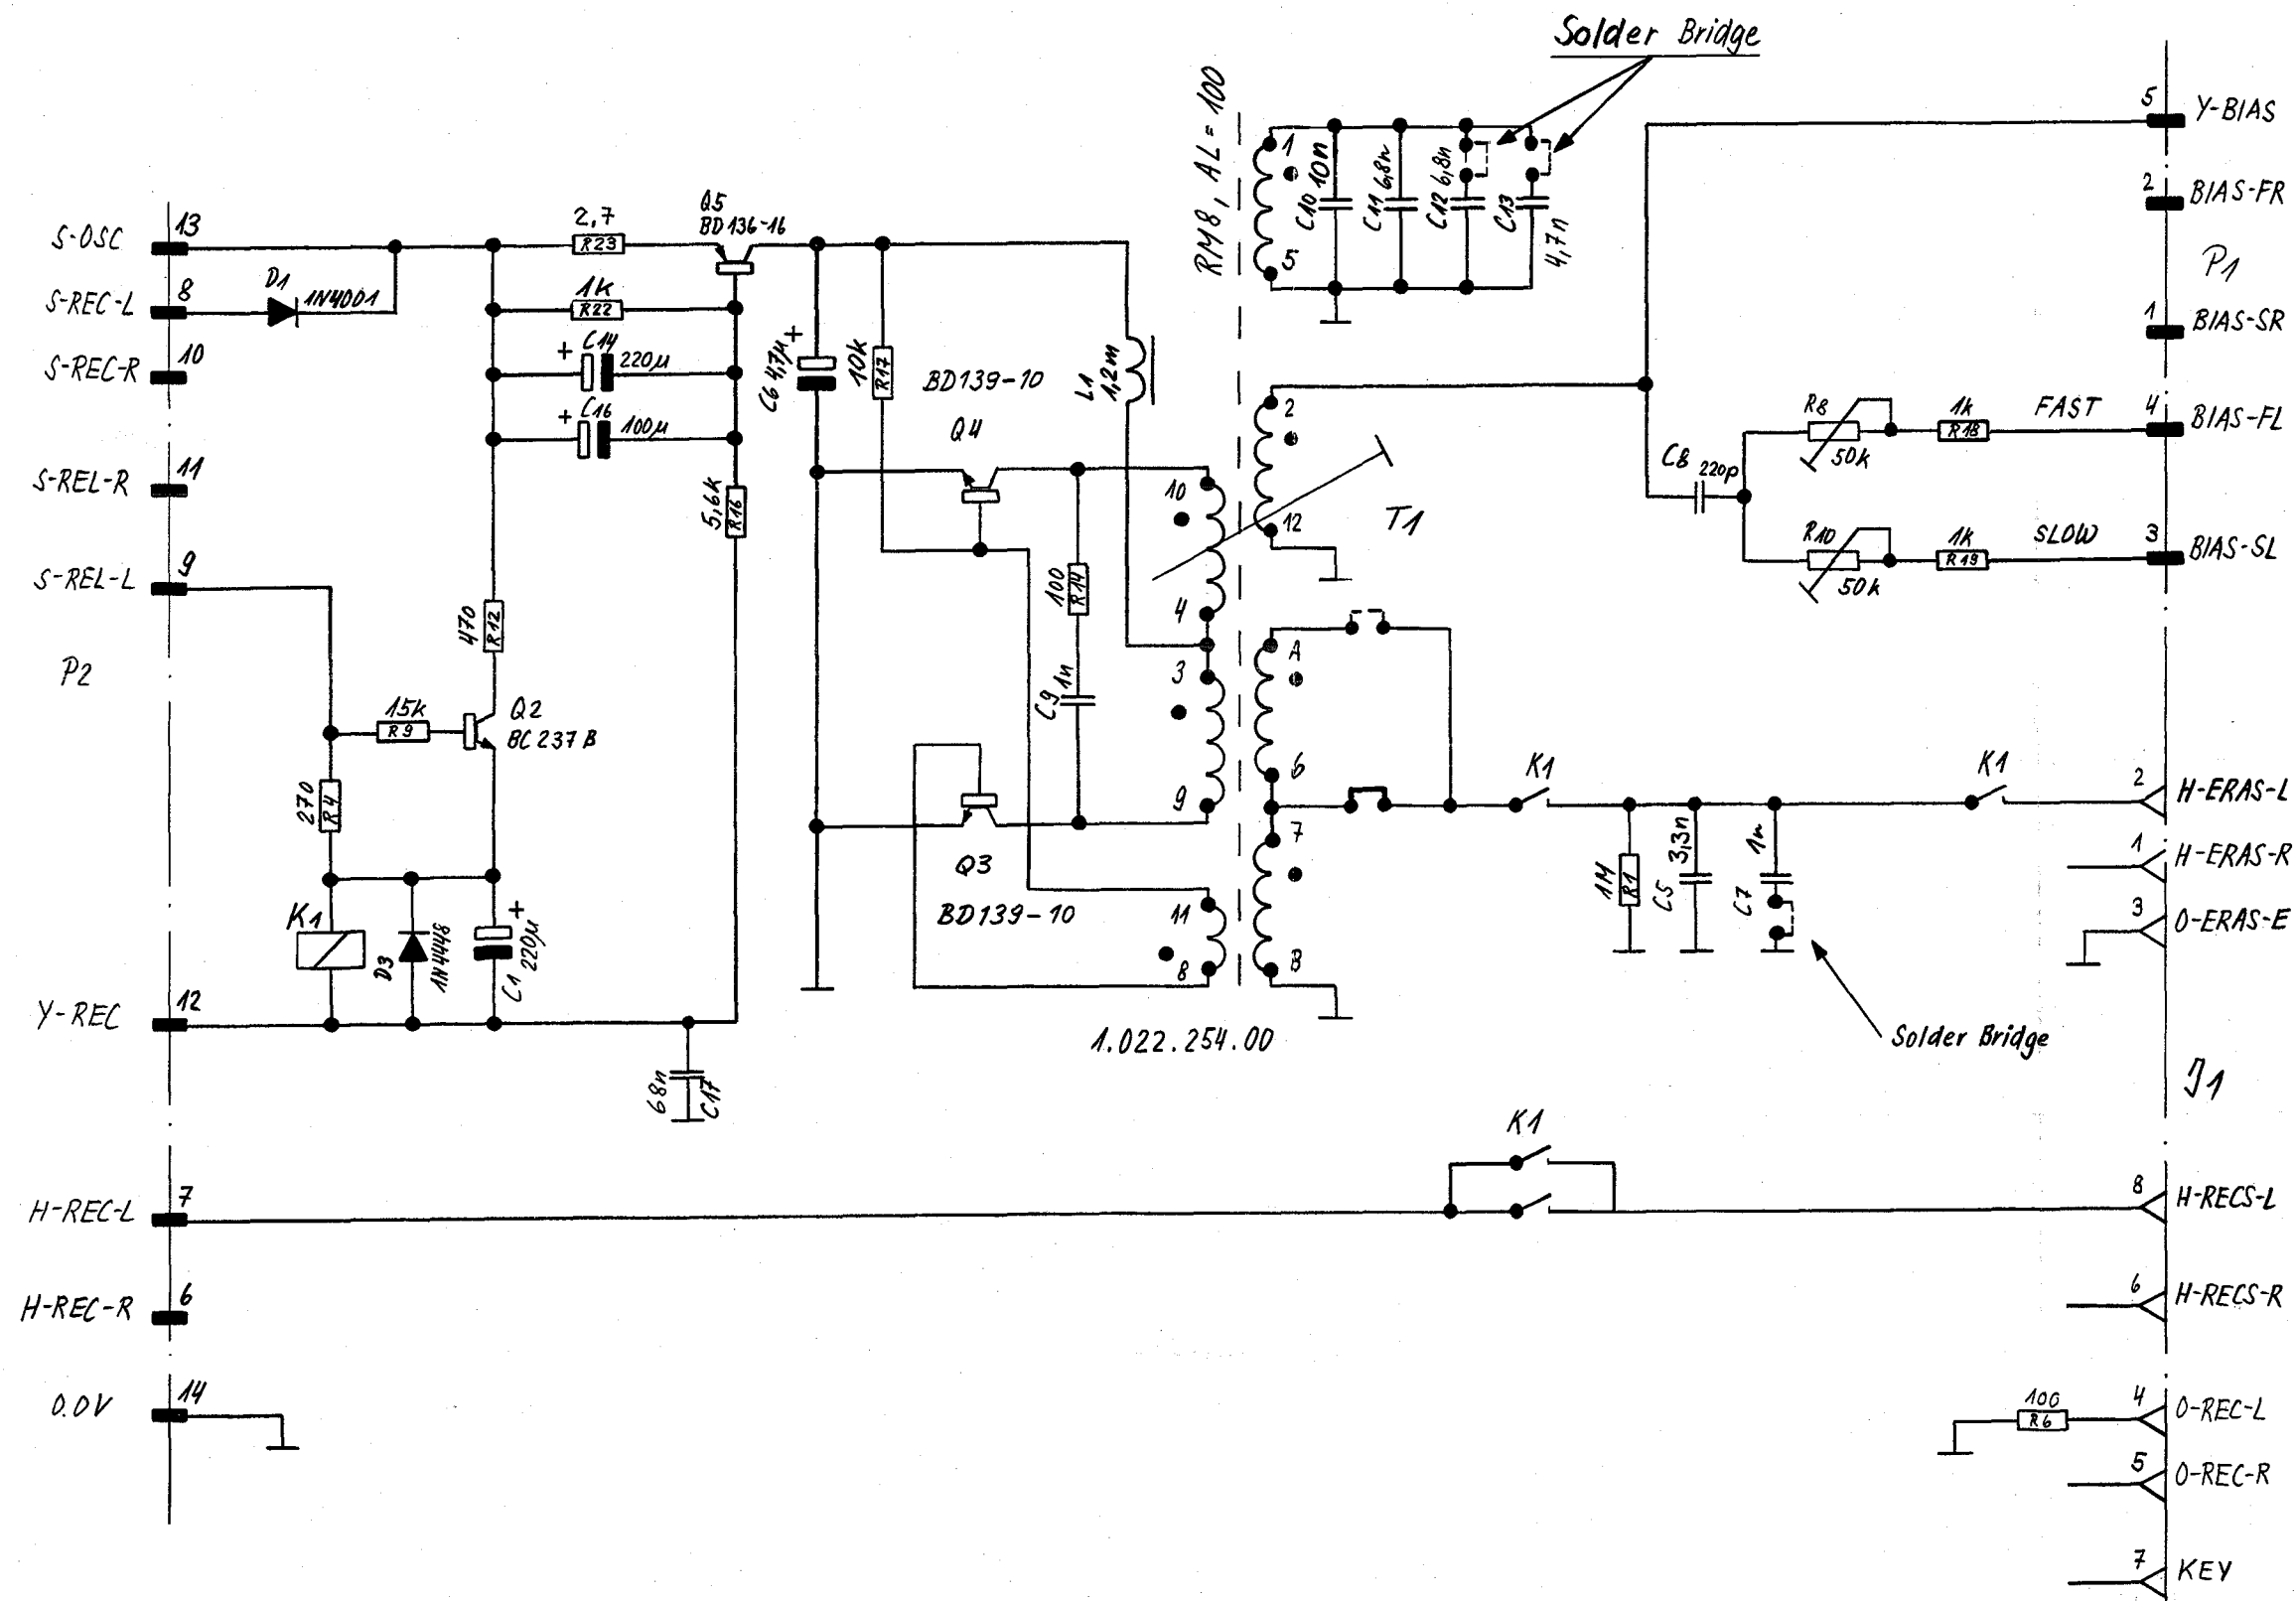 Solder Bridge
RM8, AL=100
1
5
C10 10n
C11 6,8n
C12 6,8n
C13 4,7n
5 Y-BIAS
2 BIAS-FR
P1
1 BIAS-SR
4 BIAS-FL
3 BIAS-SL
S-OSC 13
S-REC-L 8
S-REC-R 10
S-REL-R 11
S-REL-L 9
P2
Y-REC 12
H-REC-L 7
H-REC-R 6
0.0V 14
D1 1N4001
2,7
R23
Q5
BD136-16
1K
R22
+ C14 220µ
+ C16 100µ
5,6K R16
470 R12
15K
R9
Q2
BC237B
270 R4
K1
D3 1N4448
+
C1 220µ
68n C17
C6 4,7µ +
10K R17
BD139-10
Q4
L1 1,2m
100 R14
C9 1n
Q3
BD139-10
10
4
3
9
11
8
2
12
T1
A
6
7
B
1.022.254.00
C8 220p
R8
50K
1K
R18
FAST
R10
50K
1K
R19
SLOW
K1
K1
1M R1
C5 3,3n
C7 1n
Solder Bridge
2 H-ERAS-L
1 H-ERAS-R
3 0-ERAS-E
J1
K1
8 H-RECS-L
6 H-RECS-R
100
R6
4 0-REC-L
5 0-REC-R
7 KEY